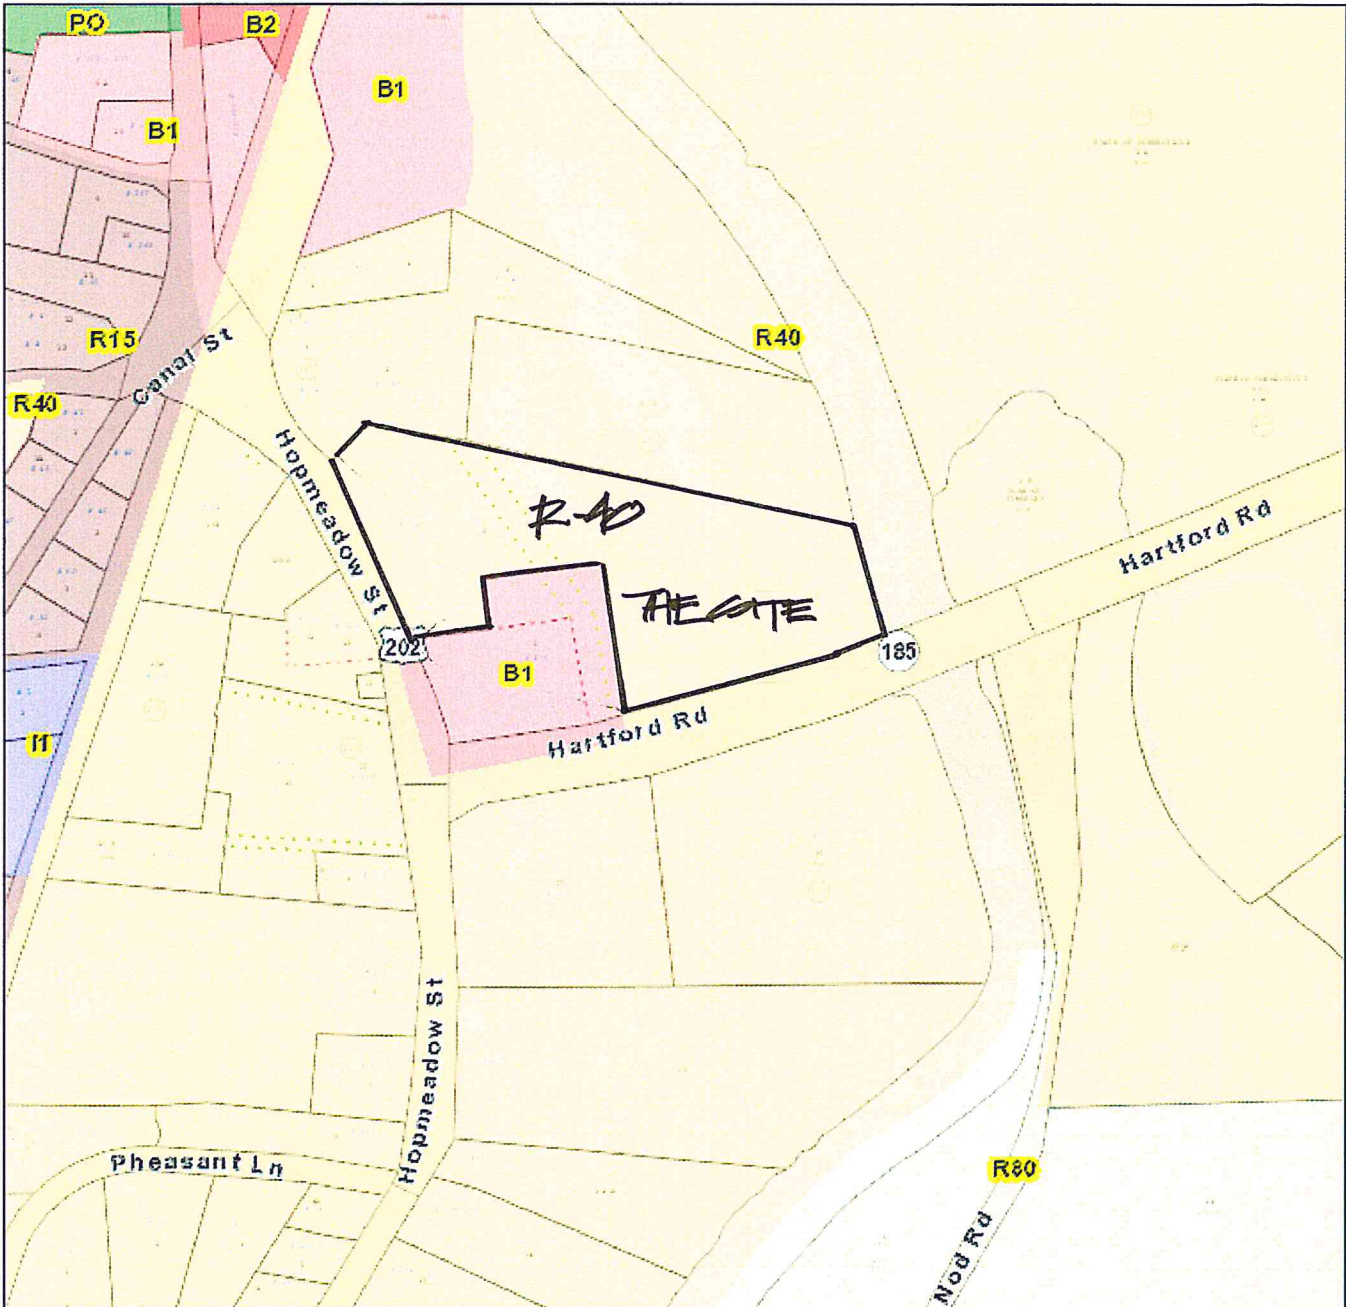 PO
B2
B1
B1
R15
Canal St
R40
R40
Hopmeadow St
R-40
THE SITE
Hartford Rd
202
185
B1
Hartford Rd
I1
Hopmeadow St
Pheasant Ln
R80
Nod Rd